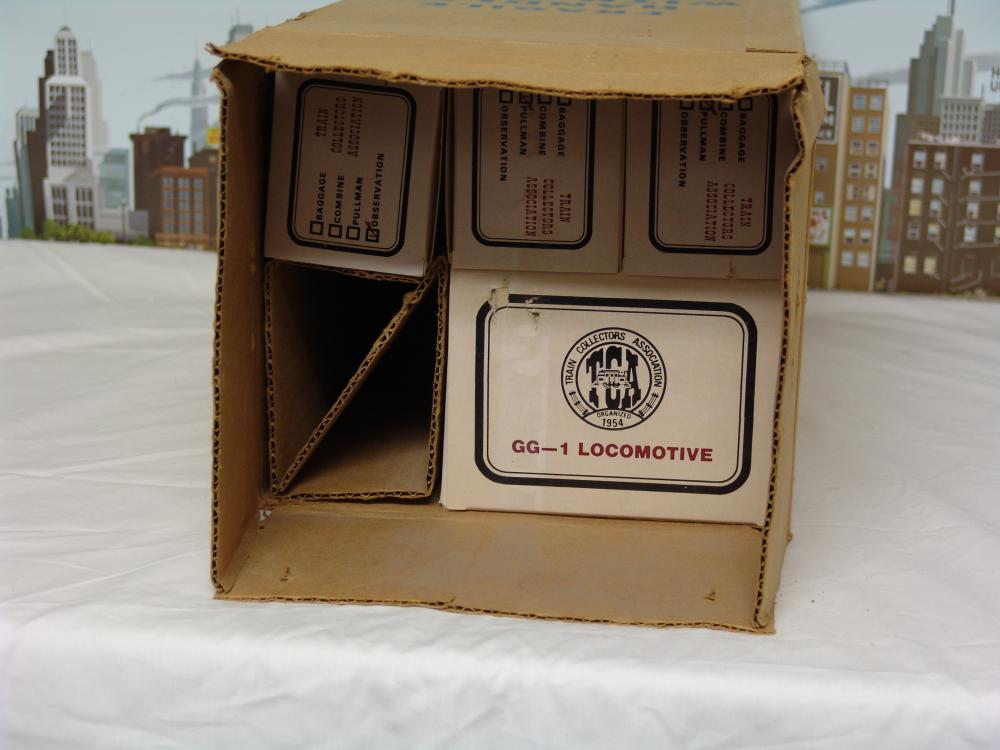 FRAGILE
TRAIN
COLLECTORS
ASSOCIATION
BAGGAGE
COMBINE
PULLMAN
OBSERVATION
BAGGAGE
COMBINE
PULLMAN
OBSERVATION
TRAIN
COLLECTORS
ASSOCIATION
BAGGAGE
COMBINE
PULLMAN
OBSERVATION
TRAIN
COLLECTORS
ASSOCIATION
TRAIN COLLECTORS ASSOCIATION
TCA
ORGANIZED
1954
GG—1 LOCOMOTIVE